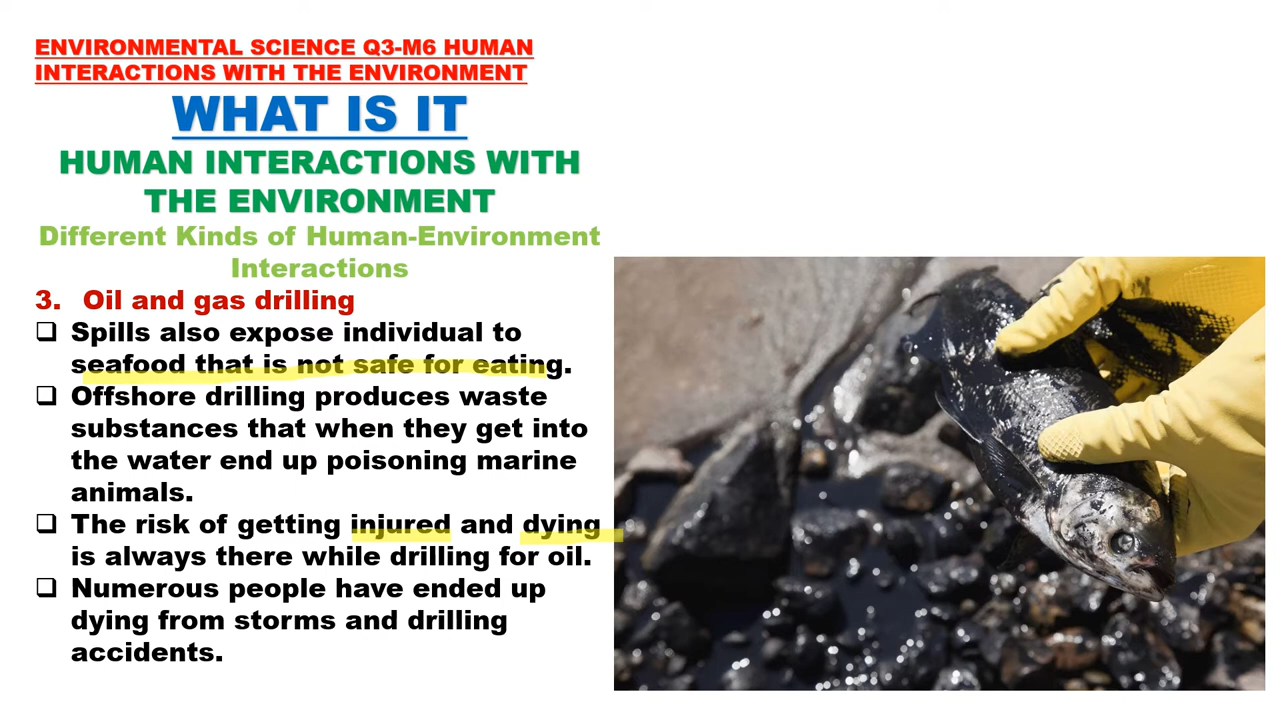 ENVIRONMENTAL SCIENCE Q3-M6 HUMAN
INTERACTIONS WITH THE ENVIRONMENT
WHAT IS IT
HUMAN INTERACTIONS WITH
THE ENVIRONMENT
Different Kinds of Human-Environment
Interactions
3. Oil and gas drilling
❑ Spills also expose individual to
seafood that is not safe for eating.
❑ Offshore drilling produces waste
substances that when they get into
the water end up poisoning marine
animals.
❑ The risk of getting injured and dying
is always there while drilling for oil.
❑ Numerous people have ended up
dying from storms and drilling
accidents.